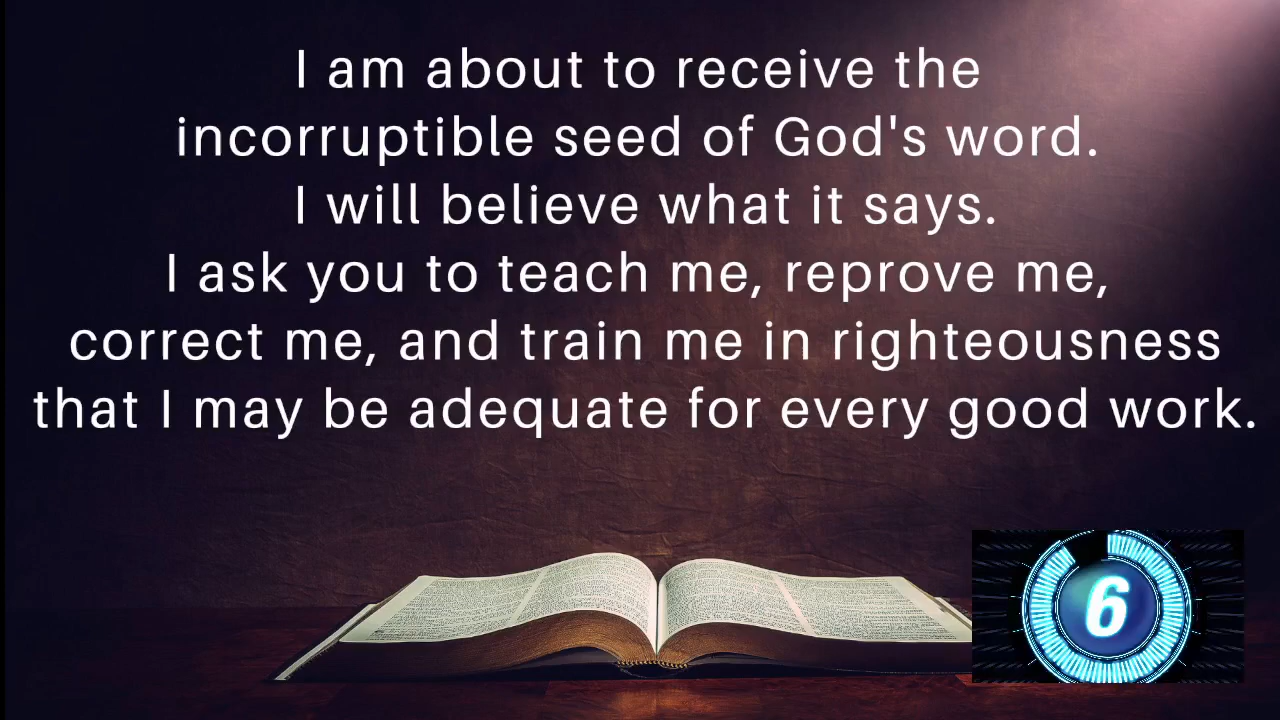 I am about to receive the
incorruptible seed of God's word.
I will believe what it says.
I ask you to teach me, reprove me,
correct me, and train me in righteousness
that I may be adequate for every good work.
6